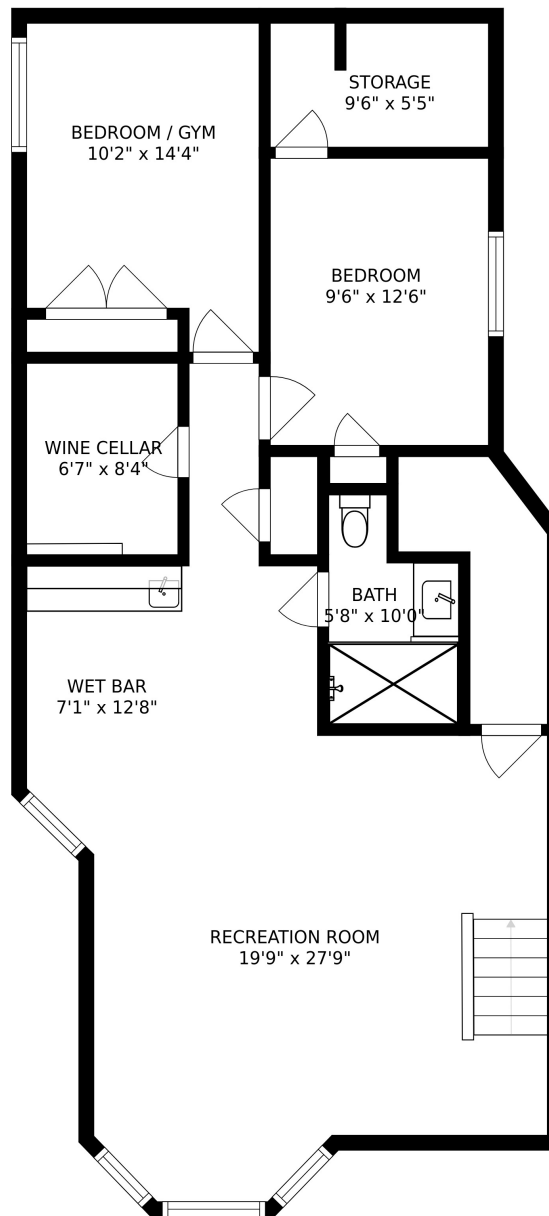 STORAGE
9'6" x 5'5"
BEDROOM / GYM
10'2" x 14'4"
BEDROOM
9'6" x 12'6"
WINE CELLAR
6'7" x 8'4"
BATH
5'8" x 10'0"
WET BAR
7'1" x 12'8"
RECREATION ROOM
19'9" x 27'9"